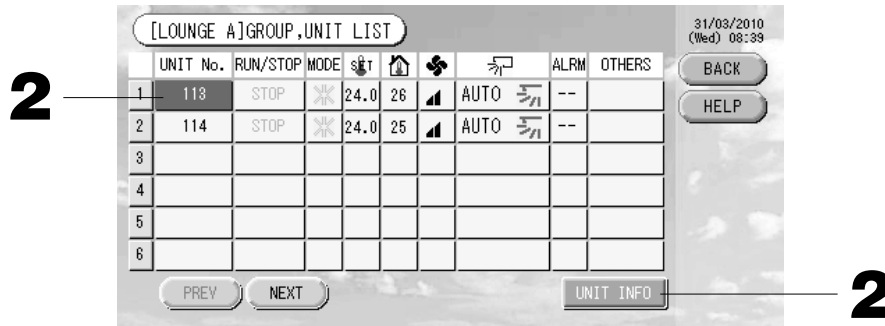 [LOUNGE A]GROUP,UNIT LIST
31/03/2010
(Wed) 08:39
UNIT No. RUN/STOP MODE SET ALRM OTHERS
BACK
HELP
2
1 113 STOP 24.0 26 AUTO --
2 114 STOP 24.0 25 AUTO --
3
4
5
6
PREV NEXT UNIT INFO
2